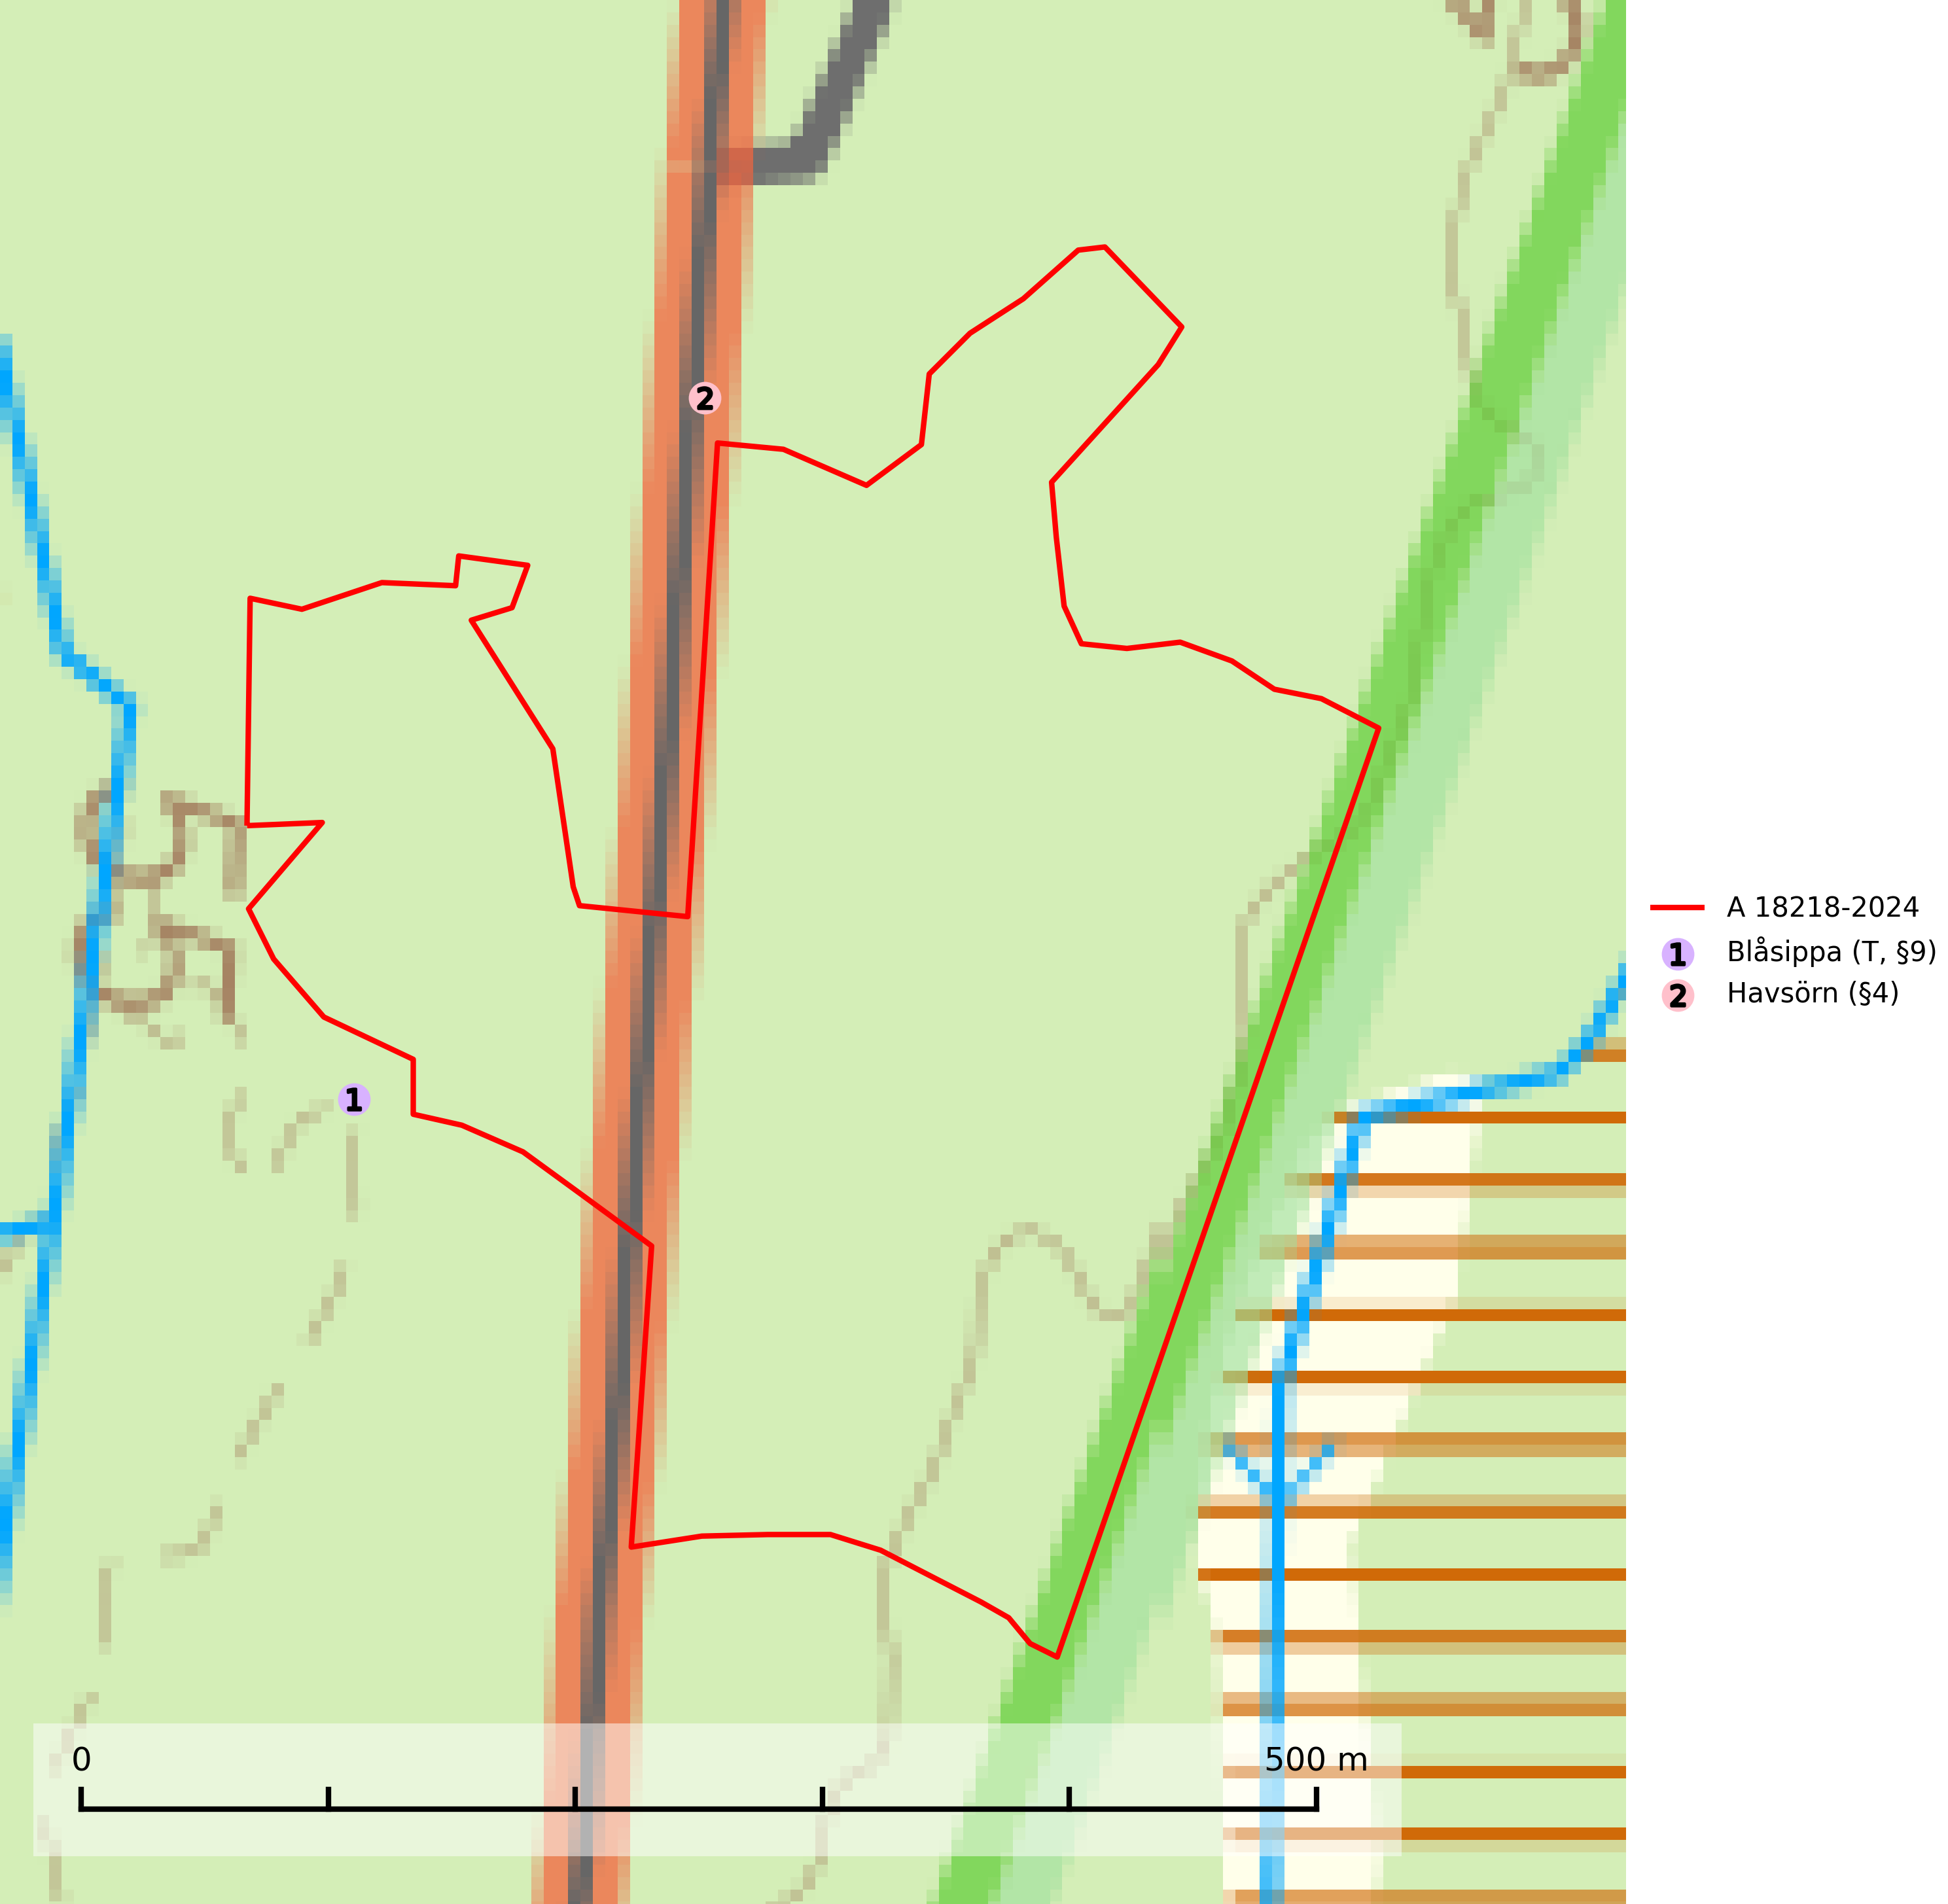 2
1
A 18218-2024
1 Blåsippa (T, §9)
2 Havsörn (§4)
0 500 m